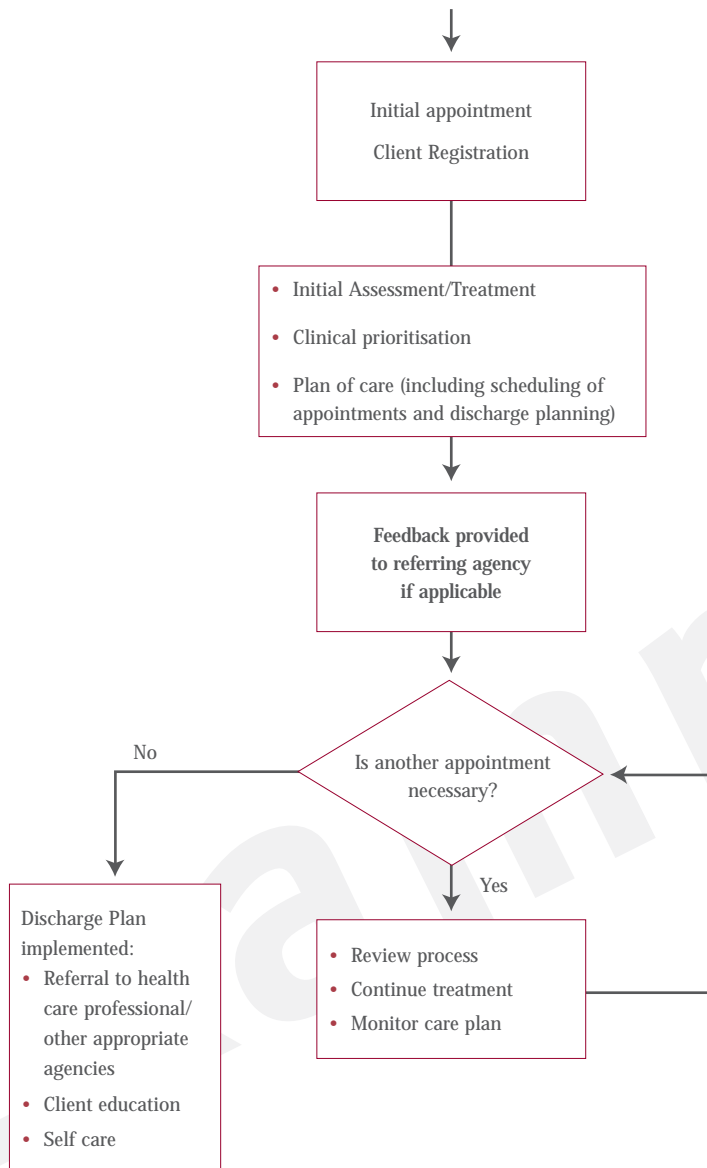 Initial appointment
Client Registration
• Initial Assessment/Treatment
• Clinical prioritisation
• Plan of care (including scheduling of
appointments and discharge planning)
Feedback provided
to referring agency
if applicable
Is another appointment
necessary?
No
Yes
Discharge Plan
implemented:
• Referral to health
care professional/
other appropriate
agencies
• Client education
• Self care
• Review process
• Continue treatment
• Monitor care plan